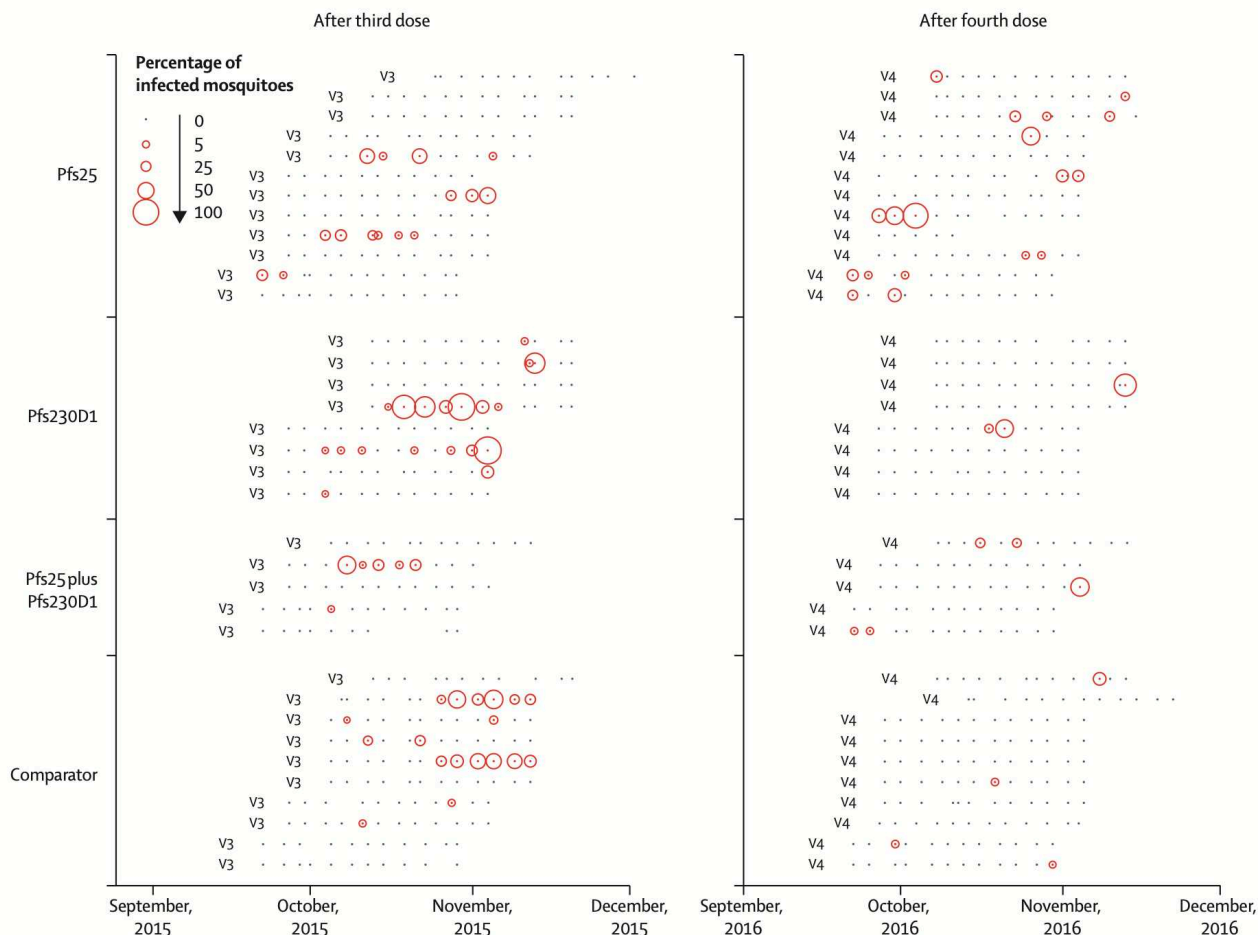 After third dose
After fourth dose
Percentage of
infected mosquitoes
0
5
25
50
100
Pfs25
V3
V3
V3
V3
V3
V3
V3
V3
V3
V3
V3
V3
V4
V4
V4
V4
V4
V4
V4
V4
V4
V4
V4
V4
Pfs230D1
V3
V3
V3
V3
V3
V3
V3
V3
V4
V4
V4
V4
V4
V4
V4
V4
Pfs25 plus
Pfs230D1
V3
V3
V3
V3
V3
V4
V4
V4
V4
V4
Comparator
V3
V3
V3
V3
V3
V3
V3
V3
V3
V3
V4
V4
V4
V4
V4
V4
V4
V4
V4
V4
September,
2015
October,
2015
November,
2015
December,
2015
September,
2016
October,
2016
November,
2016
December,
2016